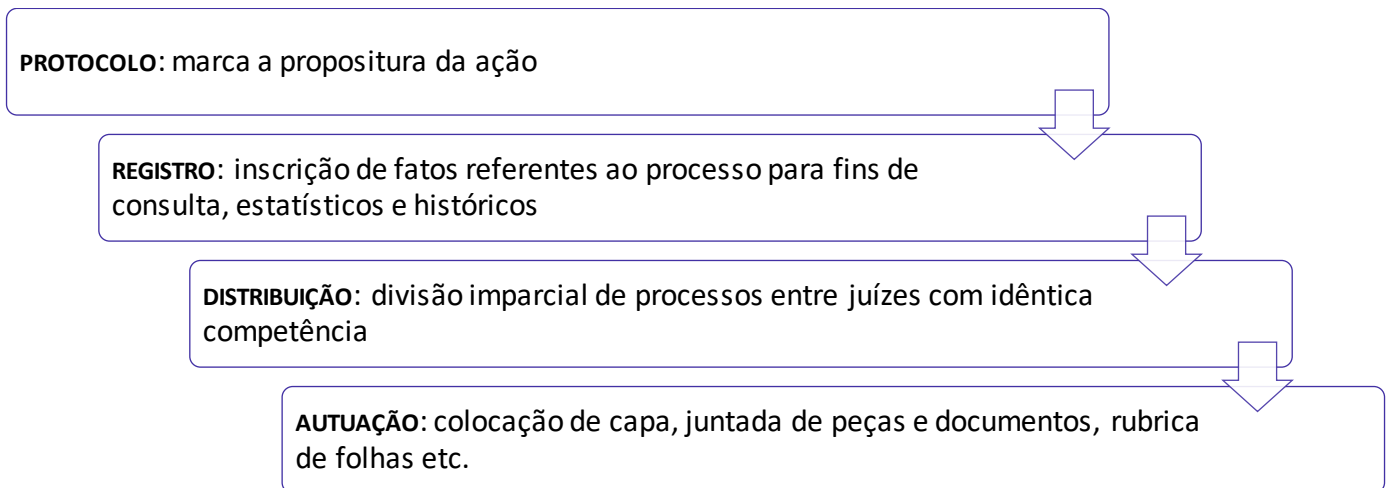 PROTOCOLO: marca a propositura da ação
REGISTRO: inscrição de fatos referentes ao processo para fins de
consulta, estatísticos e históricos
DISTRIBUIÇÃO: divisão imparcial de processos entre juízes com idêntica
competência
AUTUAÇÃO: colocação de capa, juntada de peças e documentos, rubrica
de folhas etc.